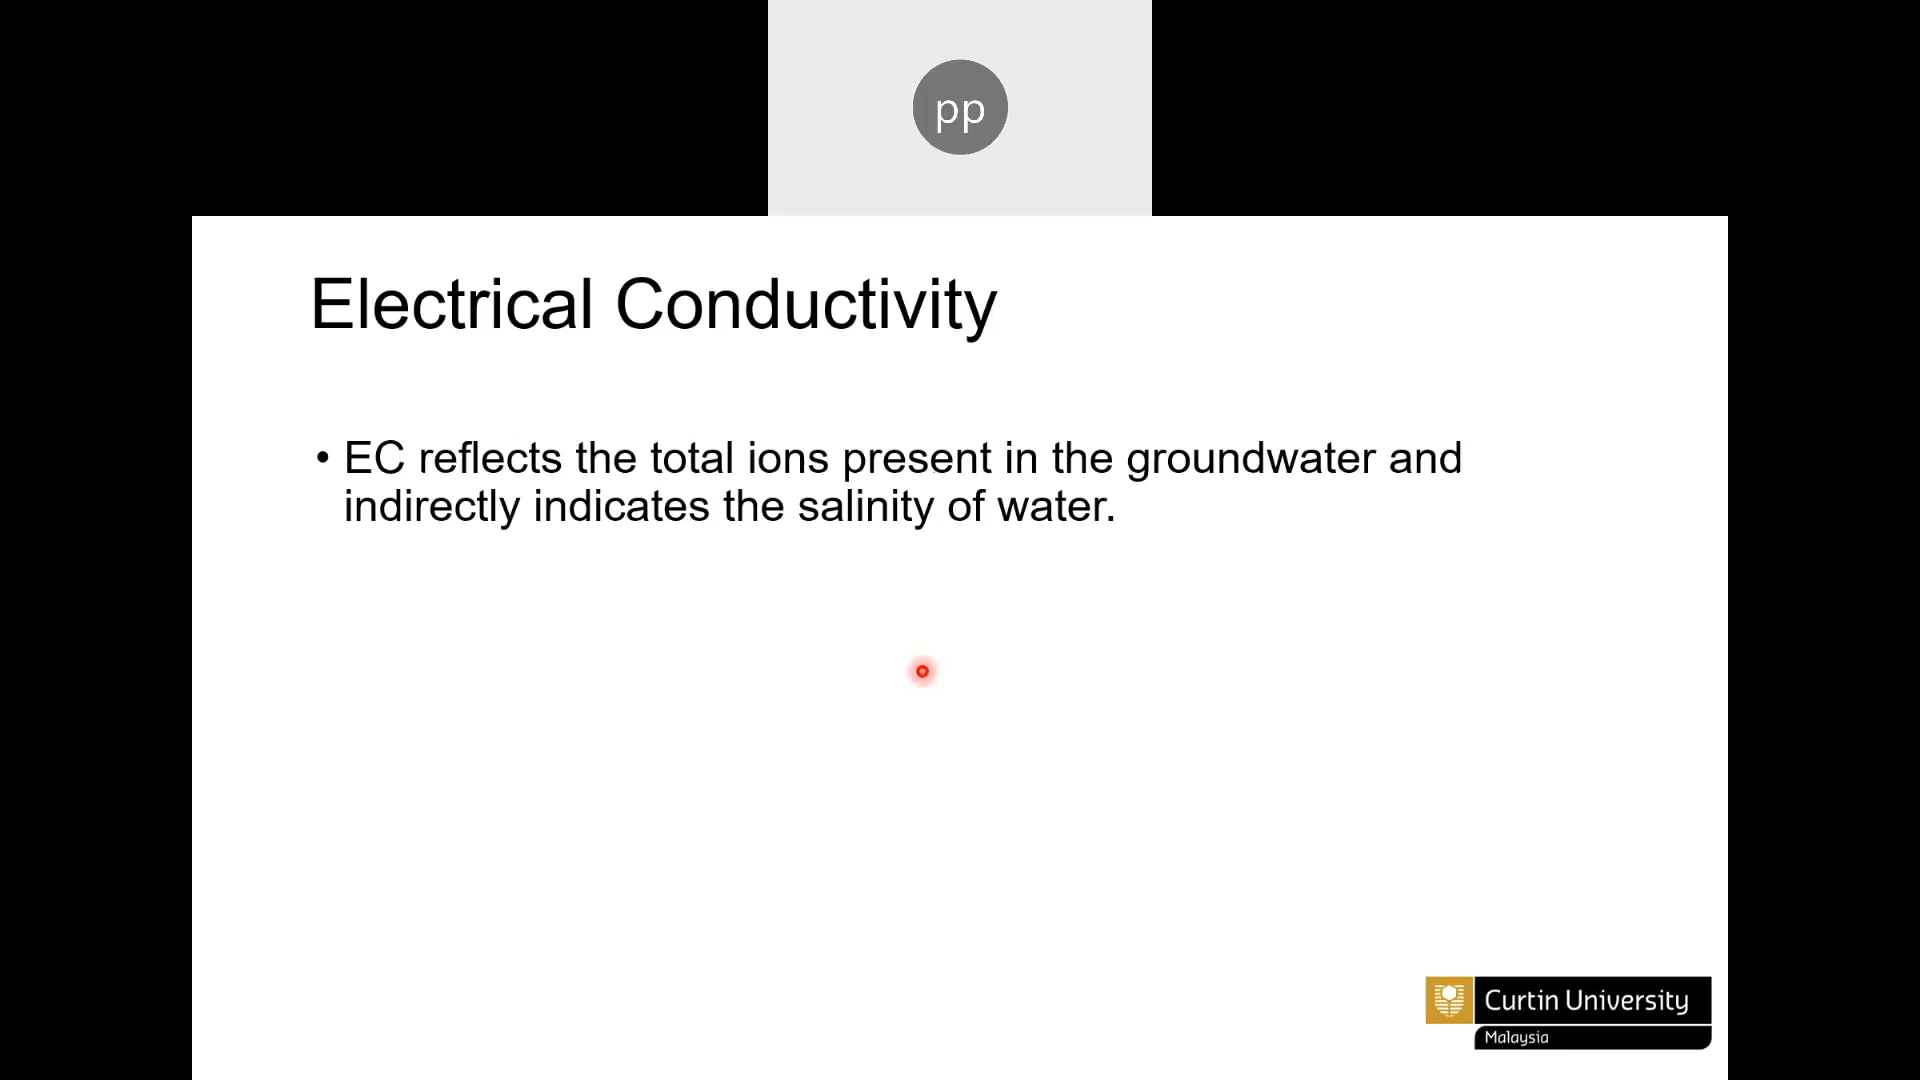 pp
Electrical Conductivity
• EC reflects the total ions present in the groundwater and
indirectly indicates the salinity of water.
Curtin University
Malaysia